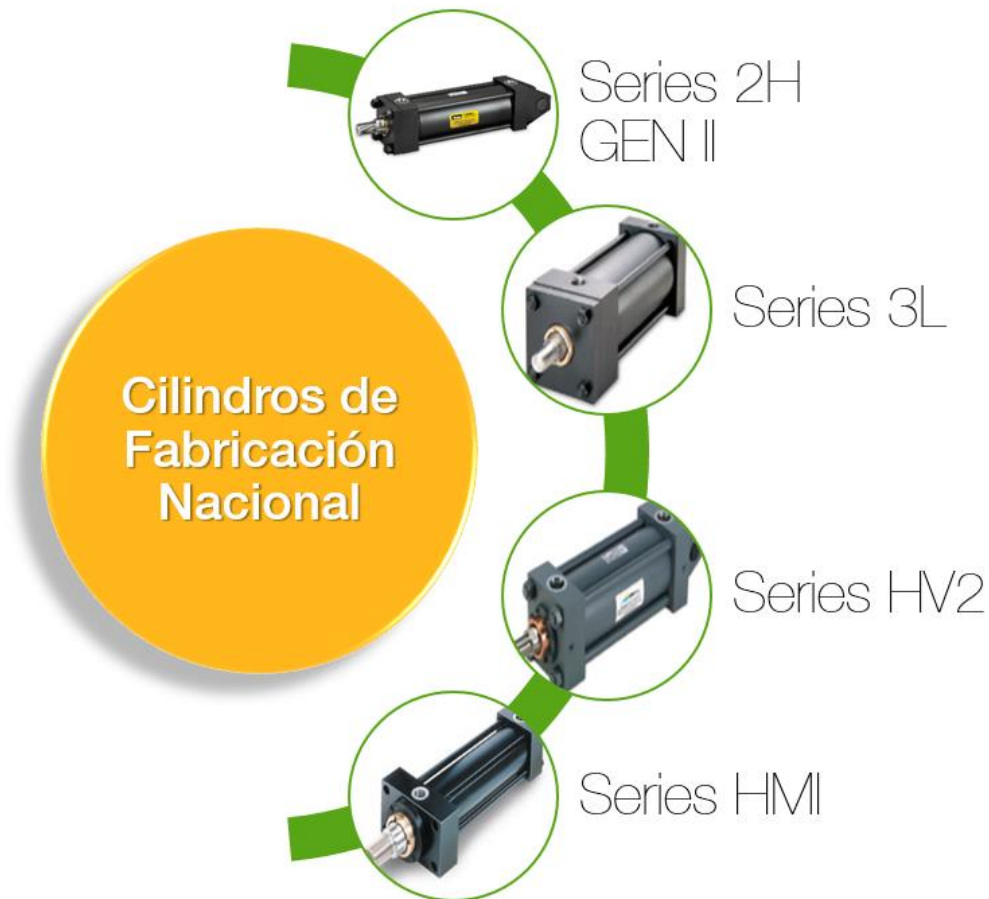 Series 2H
GEN II
Series 3L
Cilindros de
Fabricación
Nacional
Series HV2
Series HMI